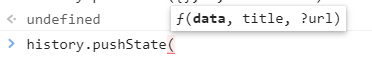 ƒ(data, title, ?url)
undefined
history.pushState(